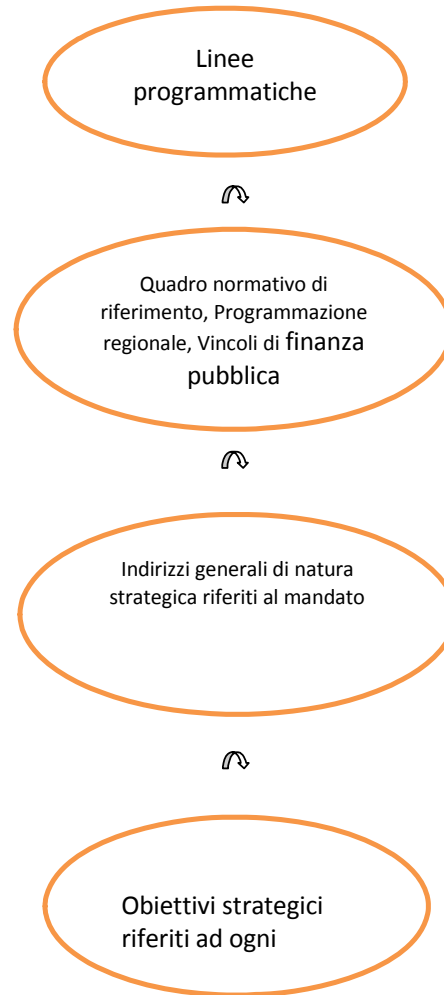 Linee
programmatiche
Quadro normativo di
riferimento, Programmazione
regionale, Vincoli di finanza
pubblica
Indirizzi generali di natura
strategica riferiti al mandato
Obiettivi strategici
riferiti ad ogni